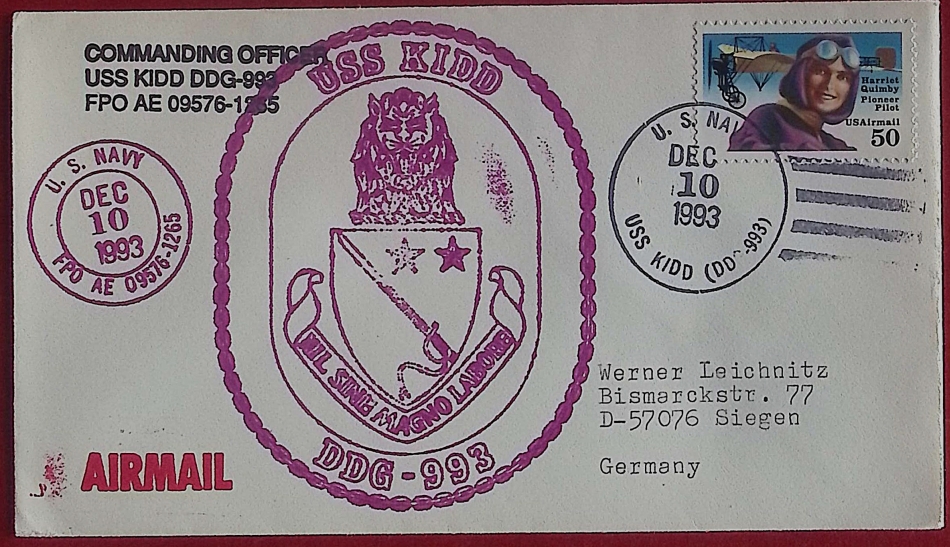 COMMANDING OFFICER
USS KIDD DDG-993
FPO AE 09576-1265
U. S. NAVY
DEC
10
1993
FPO AE 09576-1265
USS KIDD
NIL SINE MAGNO LABORE
DDG-993
U. S. NAVY
DEC
10
1993
USS KIDD (DDG-993)
Harriet
Quimby
Pioneer
Pilot
USAirmail
50
Werner Leichnitz
Bismarckstr. 77
D-57076 Siegen
Germany
AIRMAIL